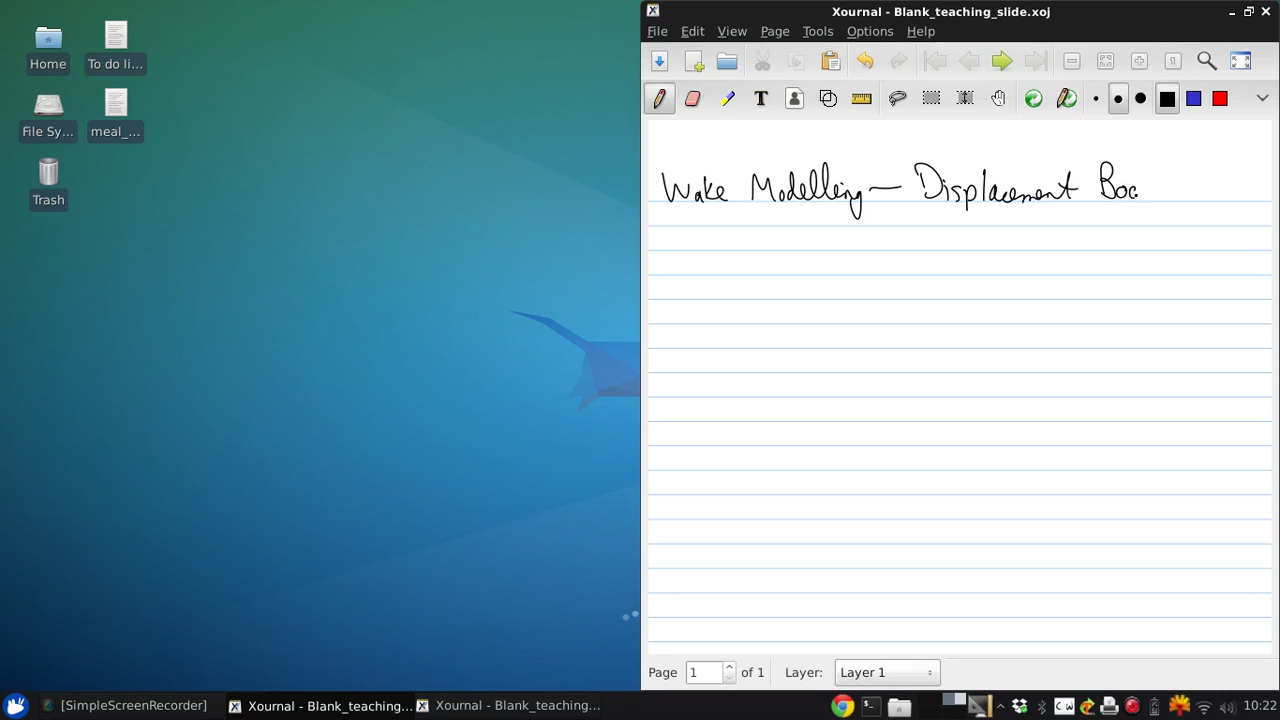 Xournal - Blank_teaching_slide.xoj
File Edit View Page Tools Options Help
Home
To do li...
File Sy...
meal_...
Trash
Wake Modelling — Displacement Boa
Page 1 of 1 Layer: Layer 1
[SimpleScreenRecorder] Xournal - Blank_teaching... Xournal - Blank_teaching... 10:22